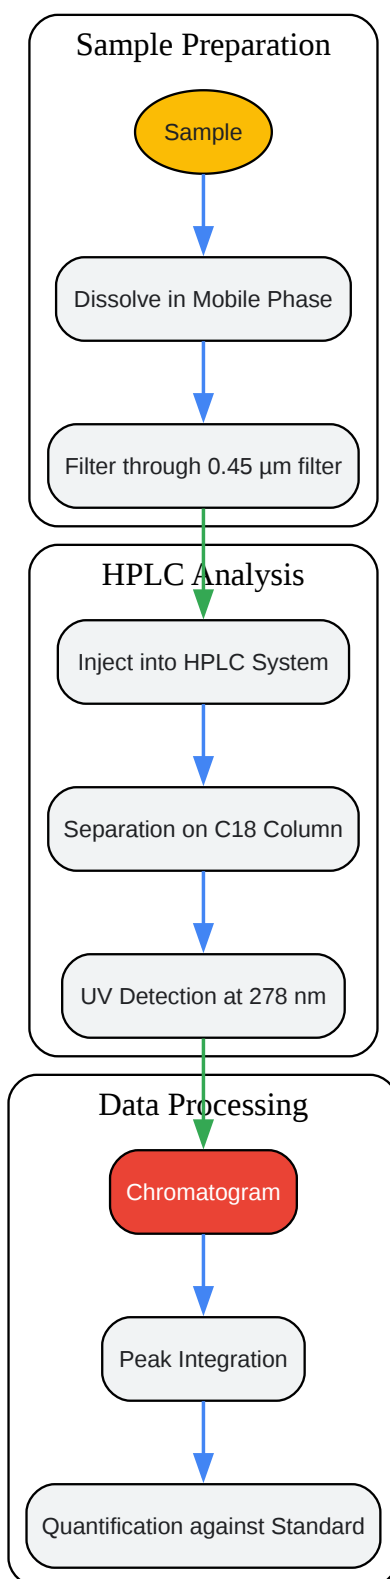 Sample Preparation
Sample
Dissolve in Mobile Phase
Filter through 0.45 µm filter
HPLC Analysis
Inject into HPLC System
Separation on C18 Column
UV Detection at 278 nm
Data Processing
Chromatogram
Peak Integration
Quantification against Standard